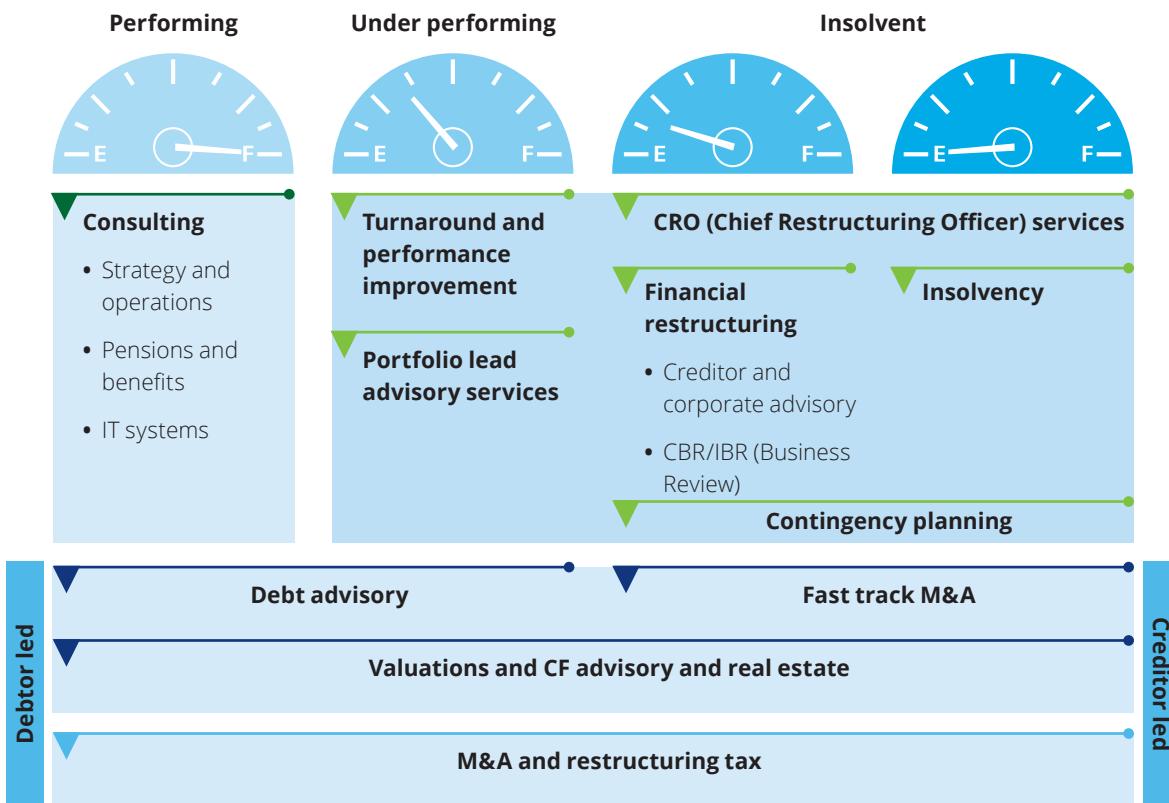 Performing
Under performing
Insolvent
E
F
E
F
E
F
E
F
Consulting
• Strategy and
operations
• Pensions and
benefits
• IT systems
Turnaround and
performance
improvement
Portfolio lead
advisory services
CRO (Chief Restructuring Officer) services
Financial
restructuring
• Creditor and
corporate advisory
• CBR/IBR (Business
Review)
Insolvency
Contingency planning
Debtor led
Debt advisory
Fast track M&A
Valuations and CF advisory and real estate
M&A and restructuring tax
Creditor led